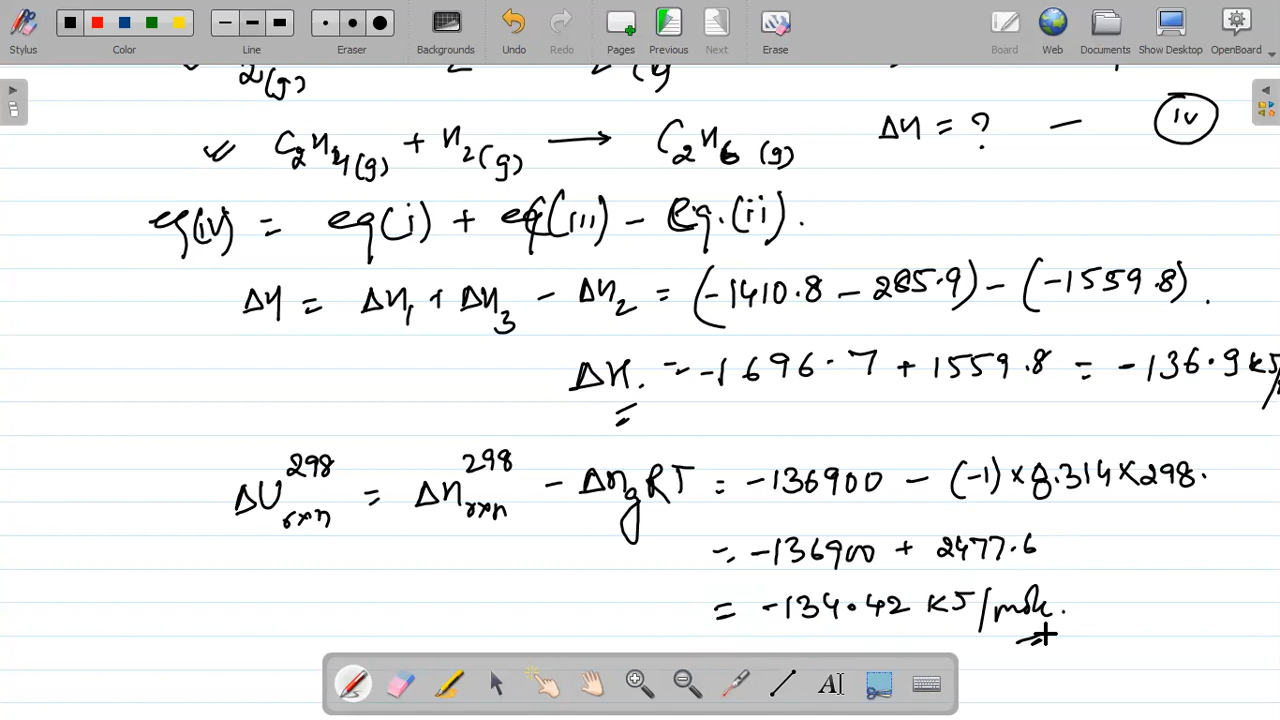 Stylus Color Line Eraser Backgrounds Undo Redo Pages Previous Next Erase Board Web Documents Show Desktop OpenBoard
2(g) 2
C₂H₄(g) + H₂(g) ⟶ C₂H₆(g) ΔH = ? — (iv)
eq(iv) = eq(i) + eq(iii) - eq.(ii).
ΔH = ΔH₁ + ΔH₃ - ΔH₂ = (-1410.8 - 285.9) - (-1559.8).
ΔH. = -1696.7 + 1559.8 = -136.9 kJ/
ΔU²⁹⁸rxn = ΔH²⁹⁸rxn - ΔngRT = -136900 - (-1) × 8.314 × 298.
= -136900 + 2477.6
= -134.42 kJ/mole.